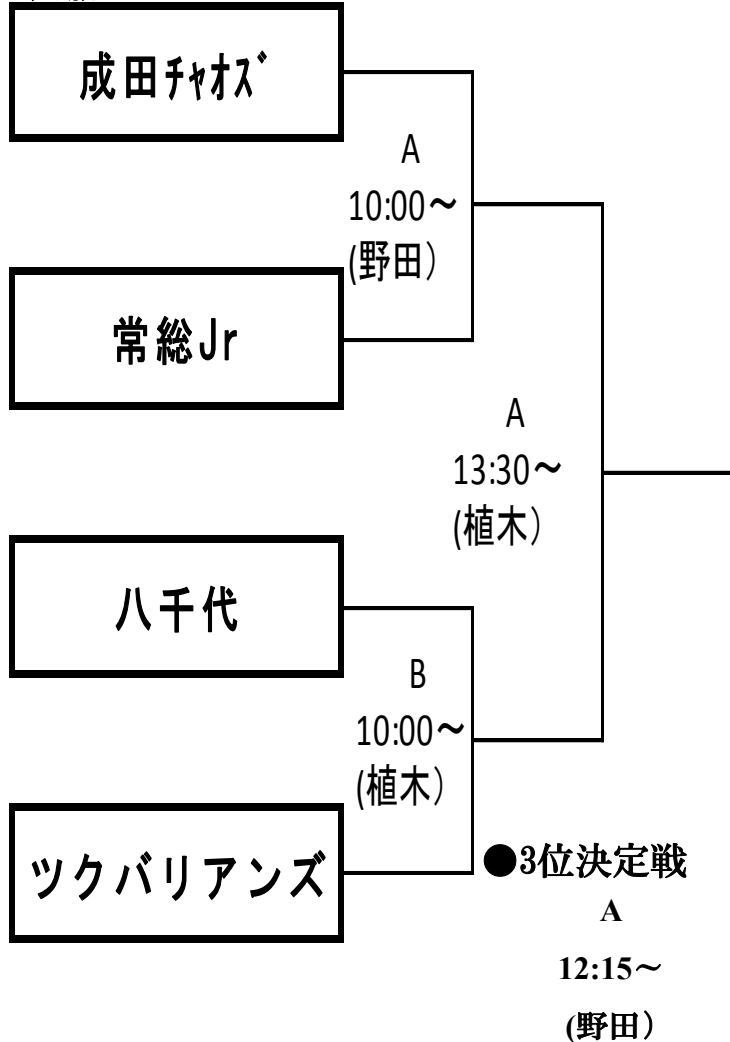 成田ﾁｬｵｽﾞ
A
10:00～
(野田）
常総Jr
A
13:30～
(植木）
八千代
B
10:00～
(植木）
ツクバリアンズ
●3位決定戦
A
12:15～
(野田）